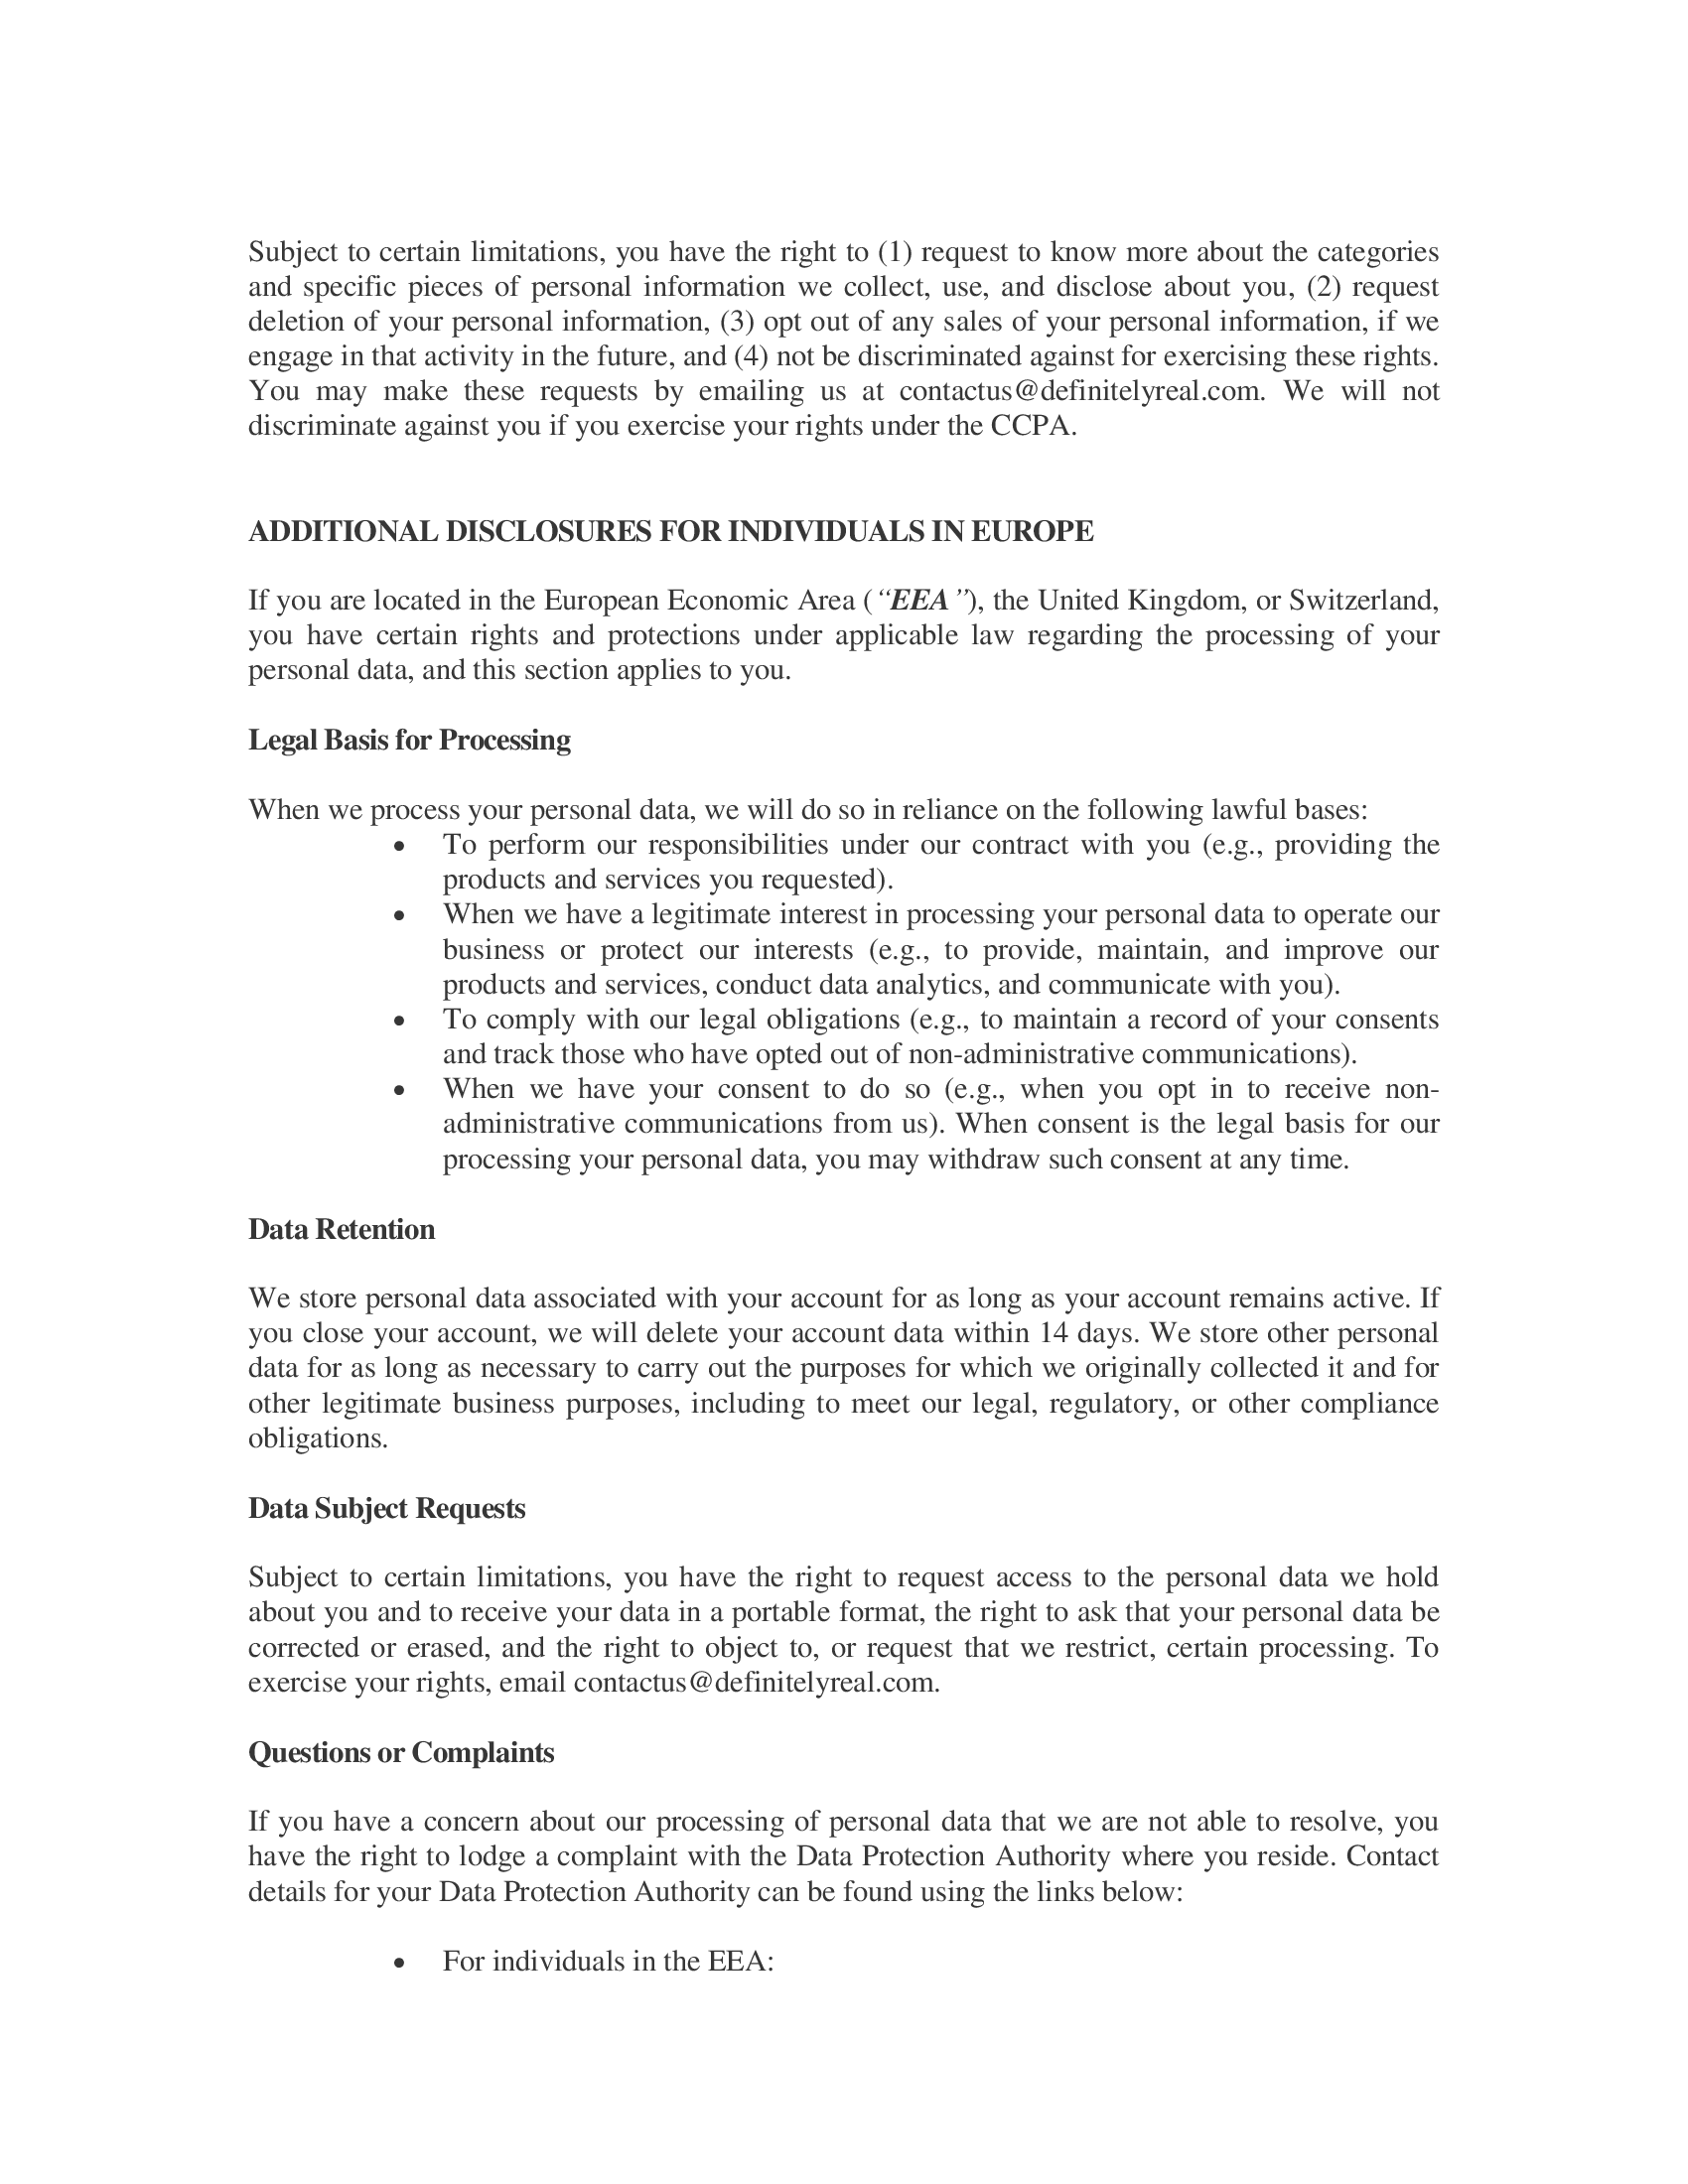 Subject to certain limitations, you have the right to (1) request to know more about the categories
and specific pieces of personal information we collect, use, and disclose about you, (2) request
deletion of your personal information, (3) opt out of any sales of your personal information, if we
engage in that activity in the future, and (4) not be discriminated against for exercising these rights.
You may make these requests by emailing us at contactus@definitelyreal.com. We will not
discriminate against you if you exercise your rights under the CCPA.
ADDITIONAL DISCLOSURES FOR INDIVIDUALS IN EUROPE
If you are located in the European Economic Area (“EEA”), the United Kingdom, or Switzerland,
you have certain rights and protections under applicable law regarding the processing of your
personal data, and this section applies to you.
Legal Basis for Processing
When we process your personal data, we will do so in reliance on the following lawful bases:
• To perform our responsibilities under our contract with you (e.g., providing the
products and services you requested).
• When we have a legitimate interest in processing your personal data to operate our
business or protect our interests (e.g., to provide, maintain, and improve our
products and services, conduct data analytics, and communicate with you).
• To comply with our legal obligations (e.g., to maintain a record of your consents
and track those who have opted out of non-administrative communications).
• When we have your consent to do so (e.g., when you opt in to receive non-
administrative communications from us). When consent is the legal basis for our
processing your personal data, you may withdraw such consent at any time.
Data Retention
We store personal data associated with your account for as long as your account remains active. If
you close your account, we will delete your account data within 14 days. We store other personal
data for as long as necessary to carry out the purposes for which we originally collected it and for
other legitimate business purposes, including to meet our legal, regulatory, or other compliance
obligations.
Data Subject Requests
Subject to certain limitations, you have the right to request access to the personal data we hold
about you and to receive your data in a portable format, the right to ask that your personal data be
corrected or erased, and the right to object to, or request that we restrict, certain processing. To
exercise your rights, email contactus@definitelyreal.com.
Questions or Complaints
If you have a concern about our processing of personal data that we are not able to resolve, you
have the right to lodge a complaint with the Data Protection Authority where you reside. Contact
details for your Data Protection Authority can be found using the links below:
• For individuals in the EEA: